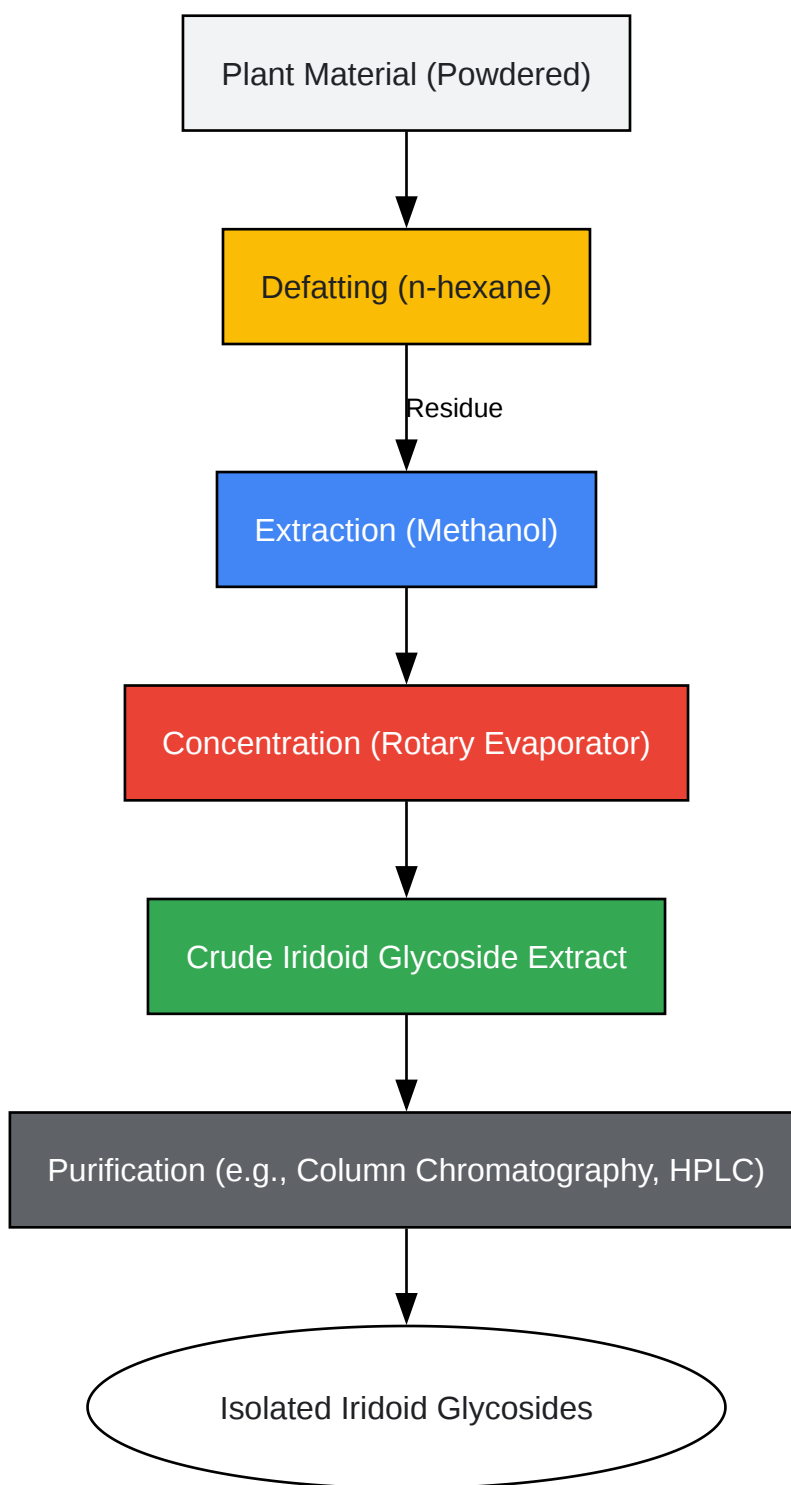 Plant Material (Powdered)
Defatting (n-hexane)
Residue
Extraction (Methanol)
Concentration (Rotary Evaporator)
Crude Iridoid Glycoside Extract
Purification (e.g., Column Chromatography, HPLC)
Isolated Iridoid Glycosides